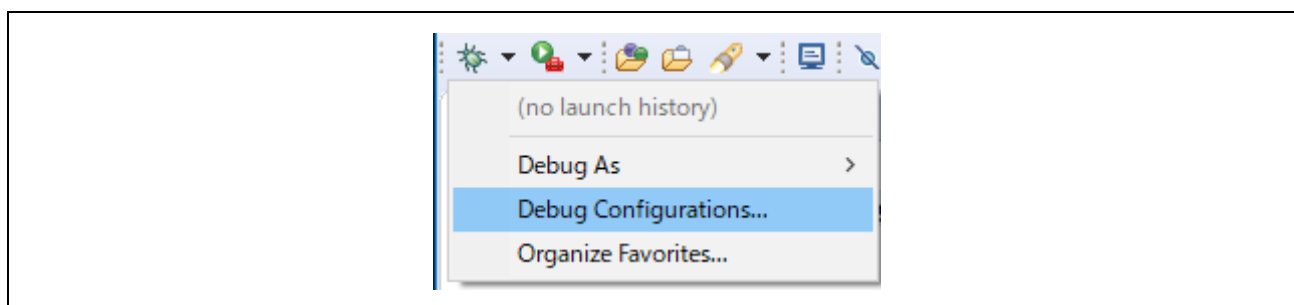 (no launch history)
Debug As
Debug Configurations...
Organize Favorites...